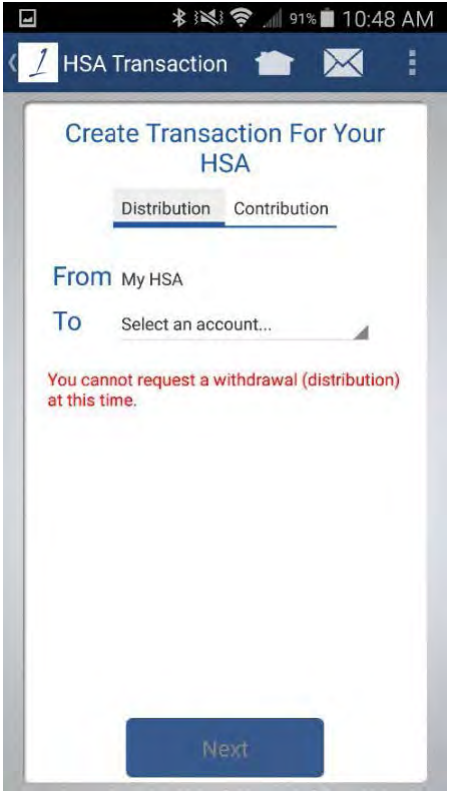 91% 10:48 AM
1 HSA Transaction
Create Transaction For Your
HSA
Distribution Contribution
From My HSA
To Select an account...
You cannot request a withdrawal (distribution)
at this time.
Next